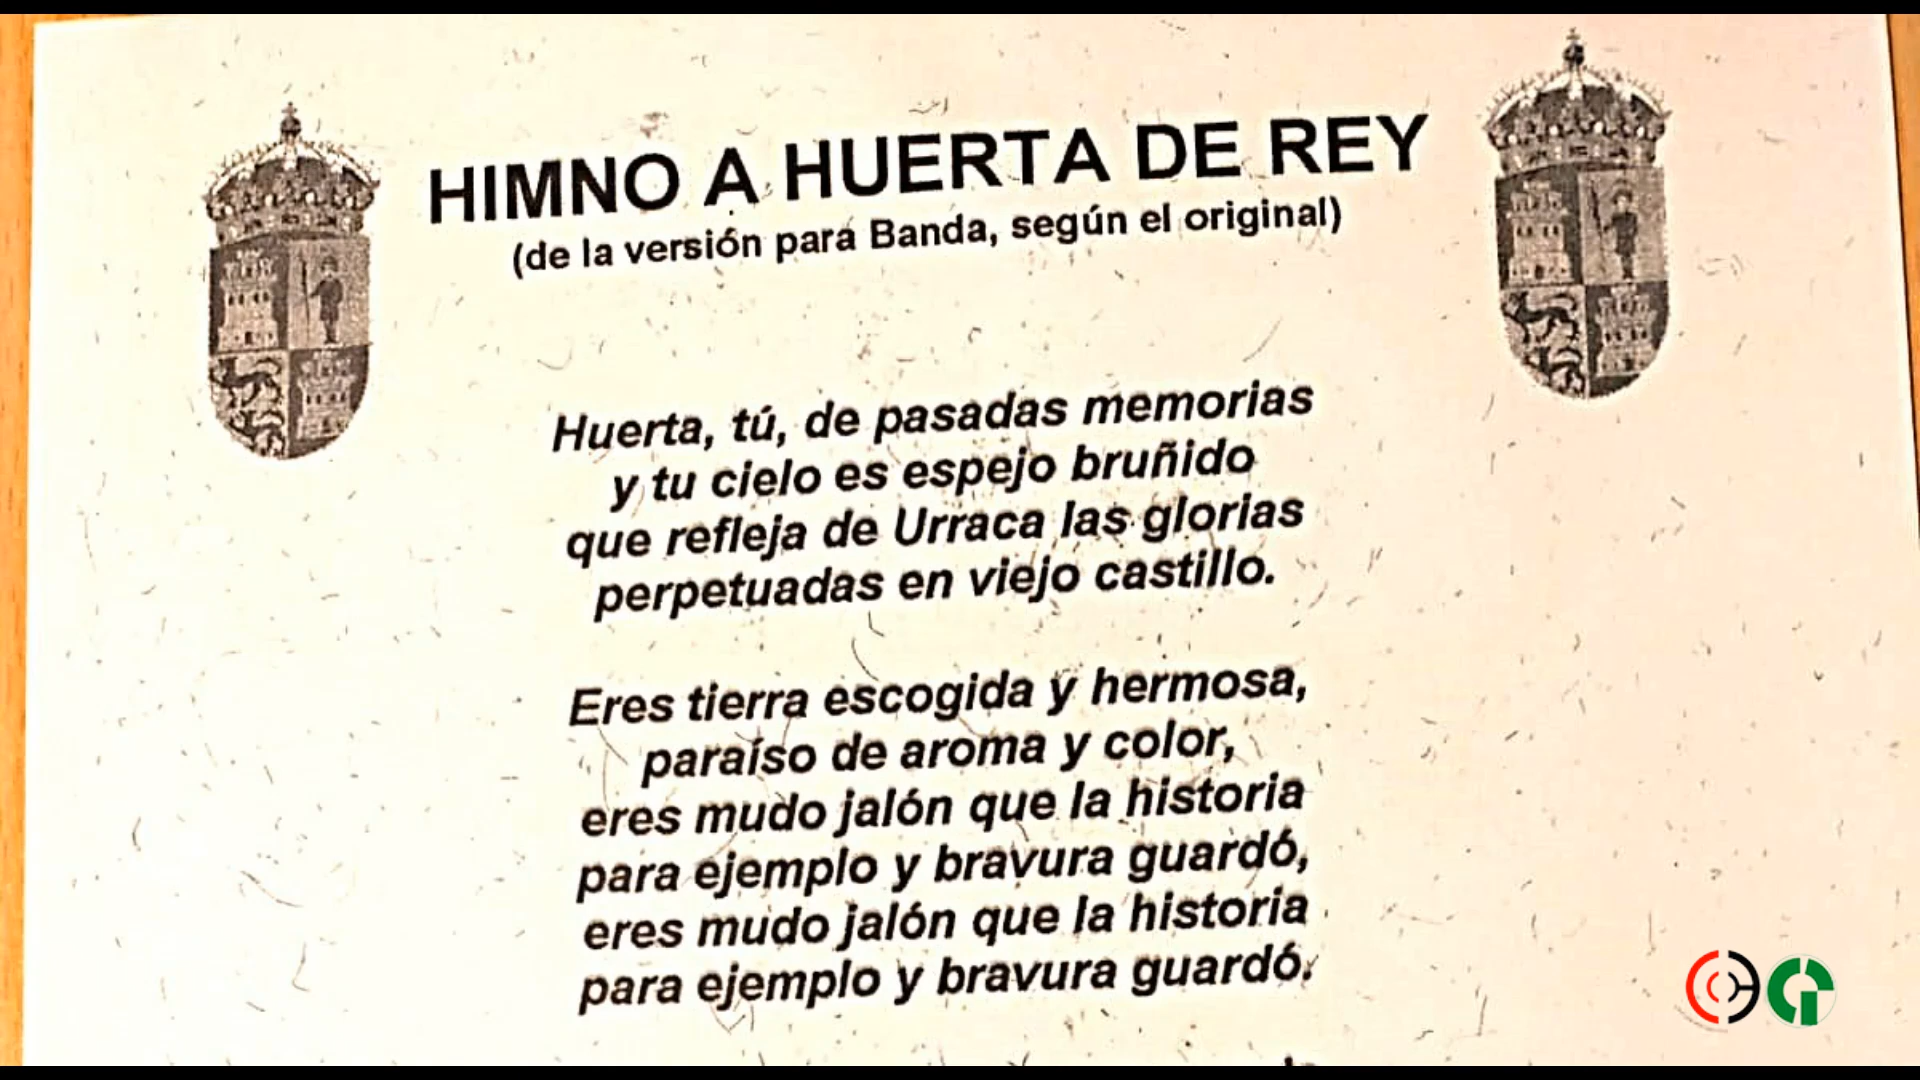 HIMNO A HUERTA DE REY
(de la versión para Banda, según el original)
Huerta, tú, de pasadas memorias
y tu cielo es espejo bruñido
que refleja de Urraca las glorias
perpetuadas en viejo castillo.
Eres tierra escogida y hermosa,
paraíso de aroma y color,
eres mudo jalón que la historia
para ejemplo y bravura guardó,
eres mudo jalón que la historia
para ejemplo y bravura guardó.